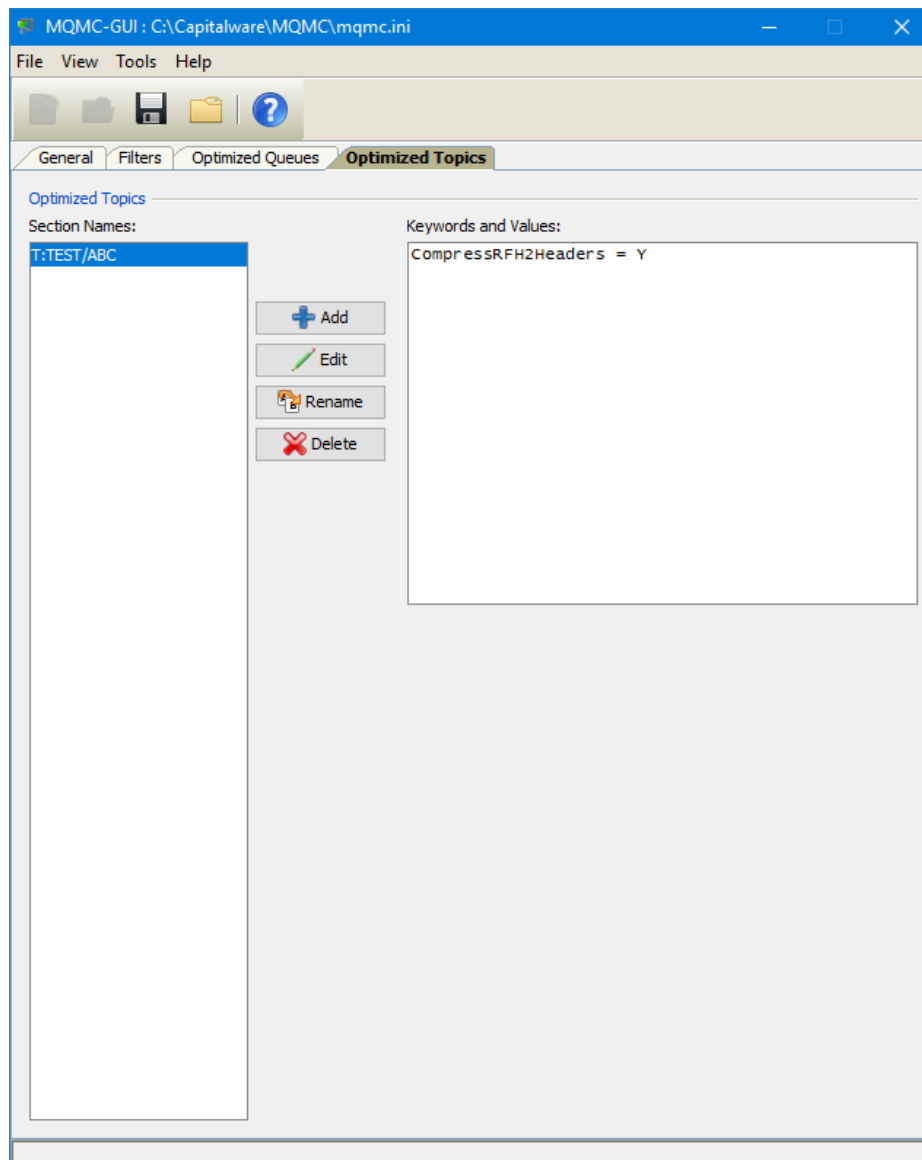 MQMC-GUI : C:\Capitalware\MQMC\mqmc.ini
File View Tools Help
?
General Filters Optimized Queues Optimized Topics
Optimized Topics
Section Names: Keywords and Values:
T:TEST/ABC CompressRFH2Headers = Y
Add
Edit
Rename
Delete